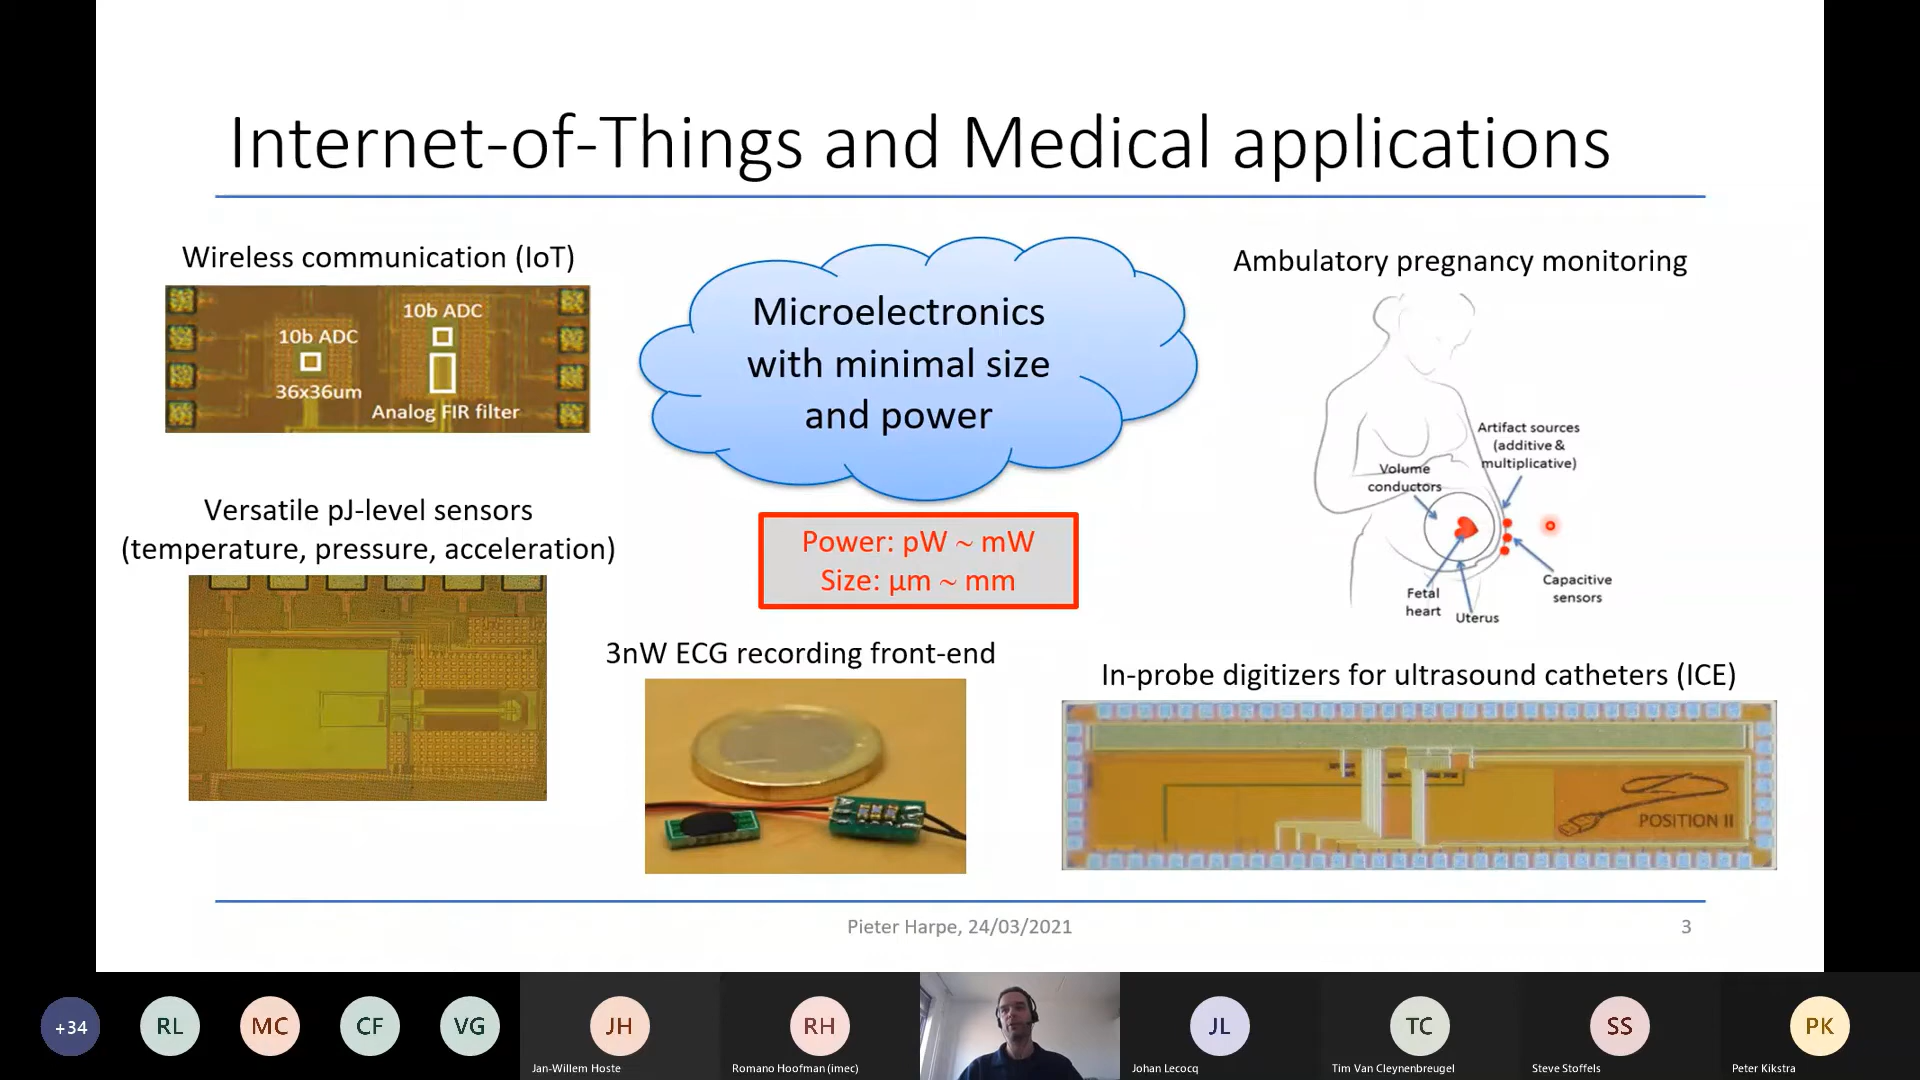 Internet-of-Things and Medical applications
Wireless communication (IoT)
10b ADC
10b ADC
36x36um
Analog FIR filter
Microelectronics
with minimal size
and power
Ambulatory pregnancy monitoring
Artifact sources
(additive &
multiplicative)
Volume
conductors
Capacitive
sensors
Fetal
heart
Uterus
Versatile pJ-level sensors
(temperature, pressure, acceleration)
Power: pW ~ mW
Size: µm ~ mm
3nW ECG recording front-end
In-probe digitizers for ultrasound catheters (ICE)
POSITION II
Pieter Harpe, 24/03/2021
3
+34
RL
MC
CF
VG
JH
Jan-Willem Hoste
RH
Romano Hoofman (imec)
JL
Johan Lecocq
TC
Tim Van Cleynenbreugel
SS
Steve Stoffels
PK
Peter Kikstra